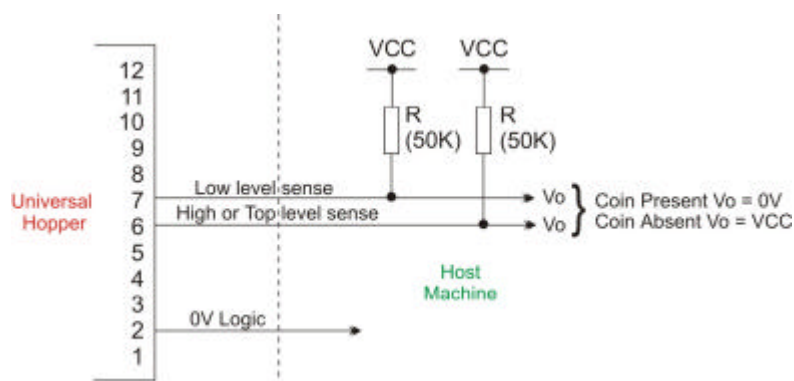 VCC VCC
12
11
10
9
8
7
6
5
4
3
2
1
R
(50K)
R
(50K)
Universal
Hopper
Low level sense
High or Top level sense
0V Logic
Vo
Vo
}
Coin Present Vo = 0V
Coin Absent Vo = VCC
Host
Machine